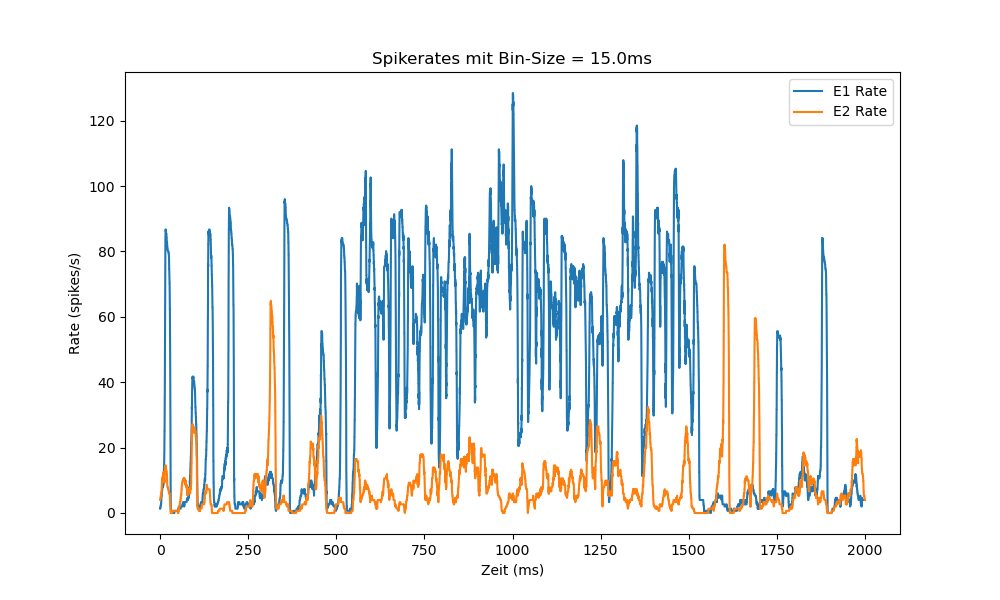 Spikerates mit Bin-Size = 15.0ms
E1 Rate
E2 Rate
Rate (spikes/s)
120
100
80
60
40
20
0
0 250 500 750 1000 1250 1500 1750 2000
Zeit (ms)